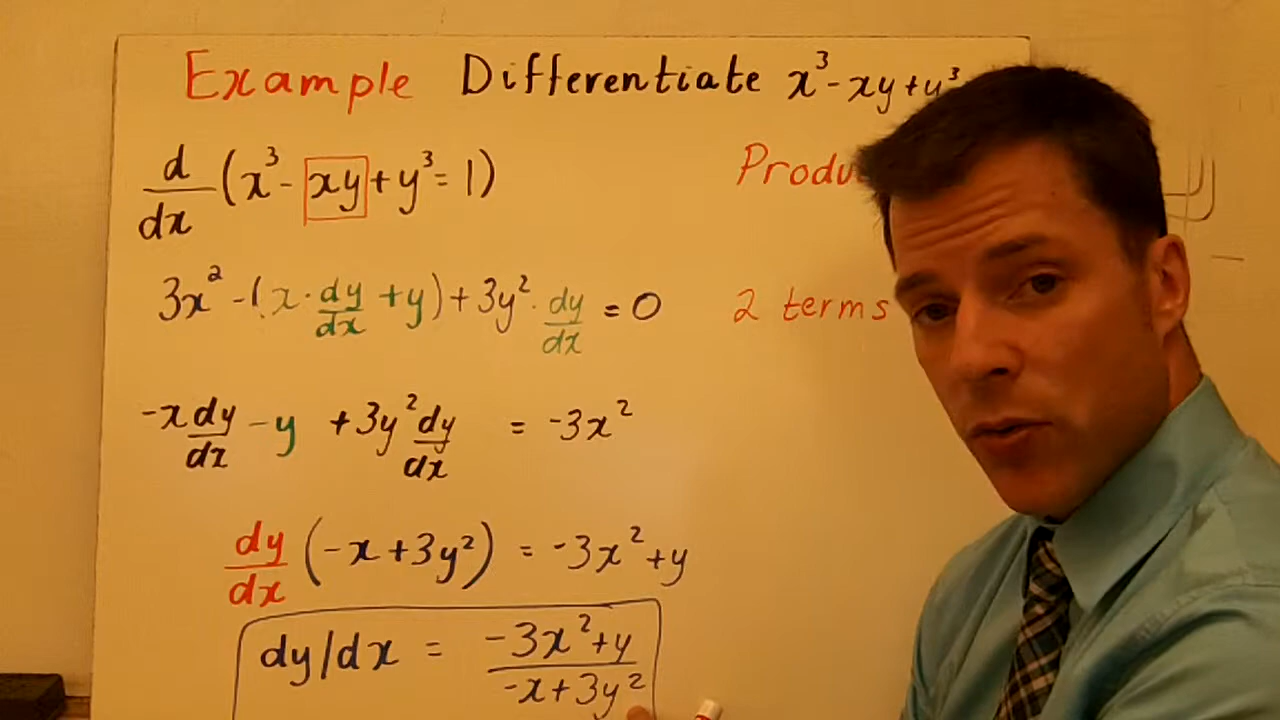 Example Differentiate x³-xy+y³
d/dx (x³- xy +y³= 1)
3x² -(x·dy/dx +y)+3y²·dy/dx = 0
2 terms
-x dy/dx - y +3y² dy/dx = -3x²
dy/dx (-x+3y²) = -3x²+y
dy/dx = -3x²+y / -x+3y²